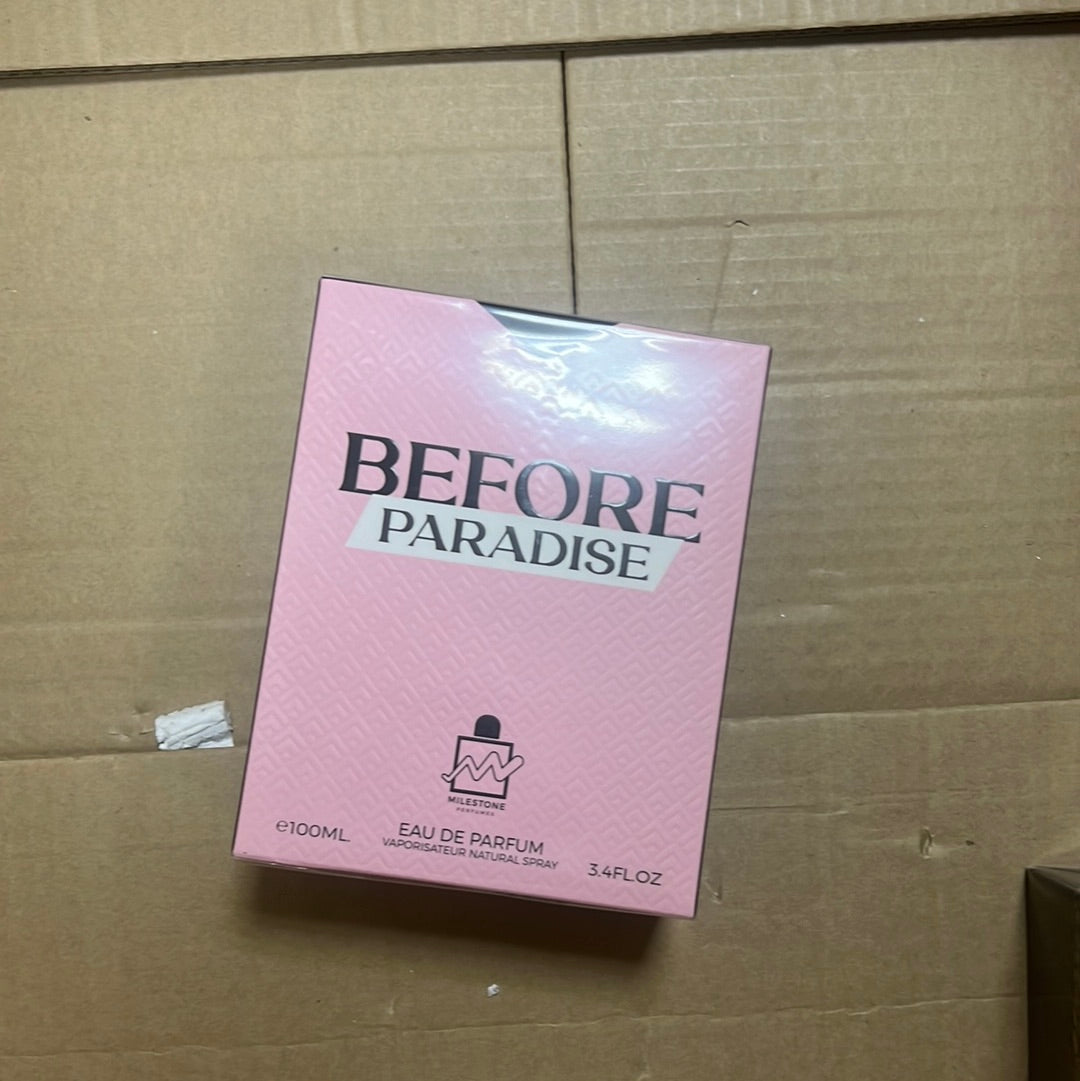 BEFORE
PARADISE
MILESTONE
PERFUMES
℮100ML
EAU DE PARFUM
VAPORISATEUR NATURAL SPRAY
3.4FL.OZ